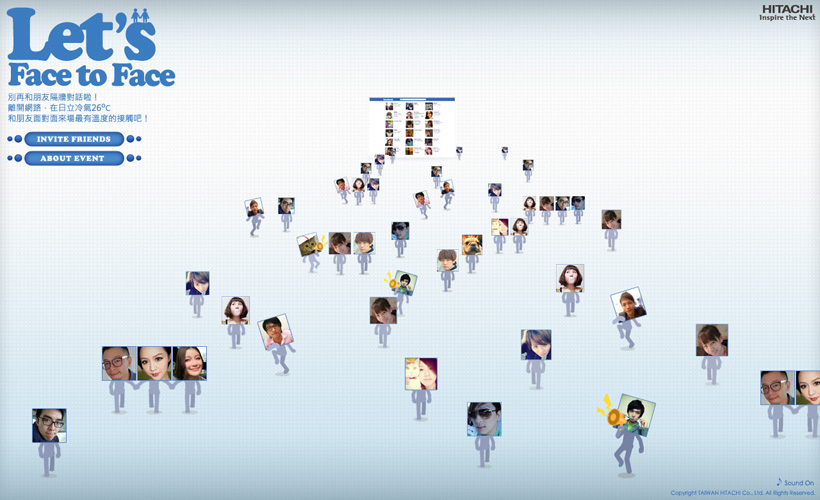 Let's
Face to Face
別再和朋友隔牆對話啦！
離開網路，在日立冷氣26°C
和朋友面對面來場最有溫度的接觸吧！
INVITE FRIENDS
ABOUT EVENT
HITACHI
Inspire the Next
Sound On
Copyright TAIWAN HITACHI Co., Ltd. All Rights Reserved.